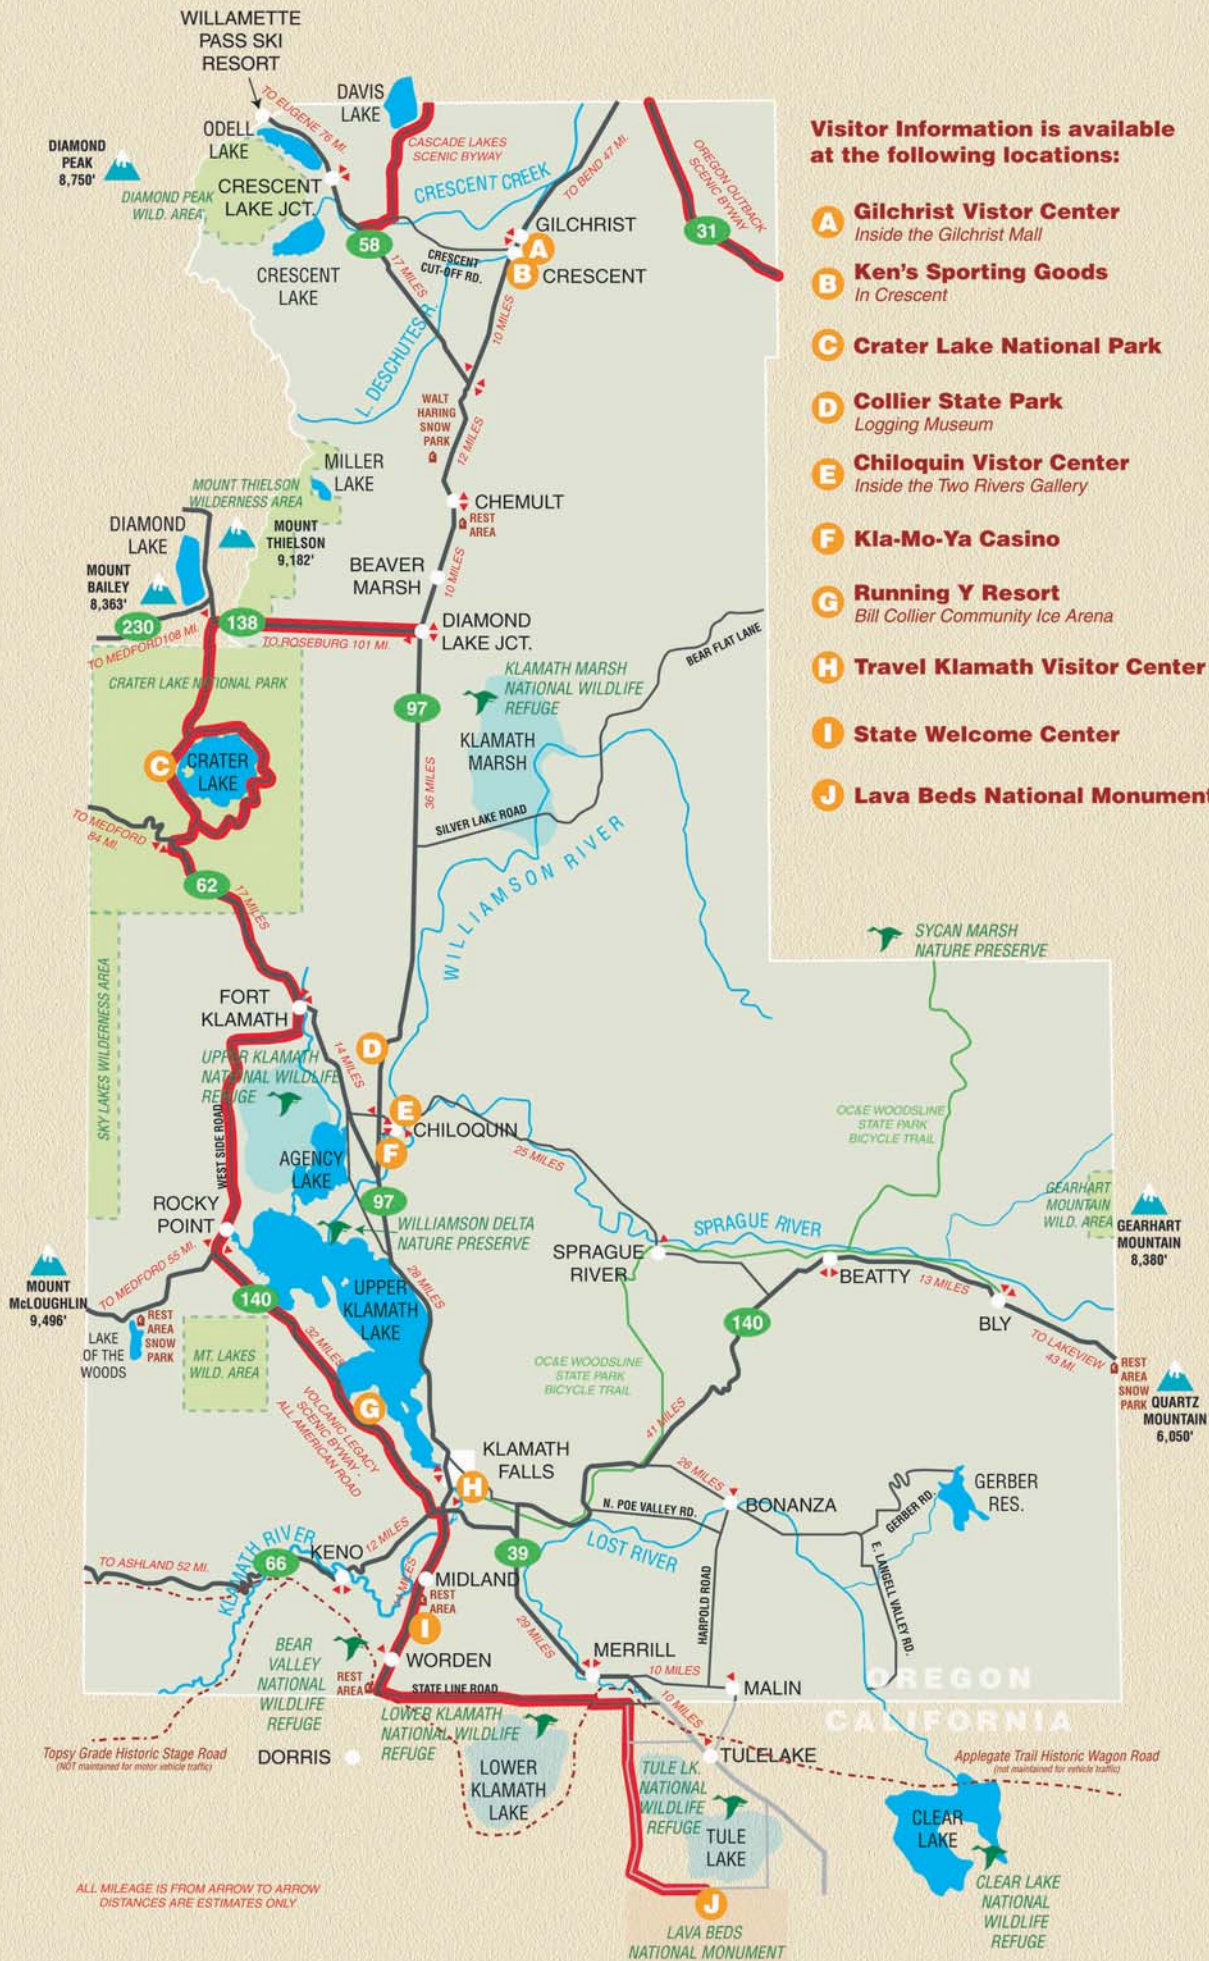 WILLAMETTE
PASS SKI
RESORT
DAVIS
LAKE
TO EUGENE 76 MI.
ODELL
LAKE
DIAMOND
PEAK
8,750'
CASCADE LAKES
SCENIC BYWAY
CRESCENT CREEK
TO BEND 47 MI.
OREGON OUTBACK
SCENIC BYWAY
31
DIAMOND PEAK
WILD. AREA
CRESCENT
LAKE JCT.
58
GILCHRIST
A
B
CRESCENT
CRESCENT
CUT-OFF RD.
CRESCENT
LAKE
17 MILES
10 MILES
L. DESCHUTES R.
WALT
HARING
SNOW
PARK
12 MILES
Visitor Information is available
at the following locations:
A
Gilchrist Vistor Center
Inside the Gilchrist Mall
B
Ken's Sporting Goods
In Crescent
C
Crater Lake National Park
D
Collier State Park
Logging Museum
E
Chiloquin Vistor Center
Inside the Two Rivers Gallery
F
Kla-Mo-Ya Casino
G
Running Y Resort
Bill Collier Community Ice Arena
H
Travel Klamath Visitor Center
I
State Welcome Center
J
Lava Beds National Monument
MILLER
LAKE
MOUNT THIELSON
WILDERNESS AREA
CHEMULT
REST
AREA
DIAMOND
LAKE
MOUNT
THIELSON
9,182'
MOUNT
BAILEY
8,363'
BEAVER
MARSH
10 MILES
230
138
DIAMOND
LAKE JCT.
TO MEDFORD108 MI.
TO ROSEBURG 101 MI.
BEAR FLAT LANE
CRATER LAKE NATIONAL PARK
KLAMATH MARSH
NATIONAL WILDLIFE
REFUGE
97
KLAMATH
MARSH
C
CRATER
LAKE
36 MILES
SILVER LAKE ROAD
TO MEDFORD
84 MI.
WILLIAMSON RIVER
62
17 MILES
SYCAN MARSH
NATURE PRESERVE
SKY LAKES WILDERNESS AREA
FORT
KLAMATH
D
14 MILES
UPPER KLAMATH
NATIONAL WILDLIFE
REFUGE
E
CHILOQUIN
F
OC&E WOODSLINE
STATE PARK
BICYCLE TRAIL
WEST SIDE ROAD
AGENCY
LAKE
25 MILES
97
ROCKY
POINT
WILLIAMSON DELTA
NATURE PRESERVE
SPRAGUE RIVER
GEARHART
MOUNTAIN
WILD. AREA
GEARHART
MOUNTAIN
8,380'
SPRAGUE
RIVER
BEATTY
13 MILES
BLY
MOUNT
McLOUGHLIN
9,496'
TO MEDFORD 55 MI.
140
28 MILES
UPPER
KLAMATH
LAKE
140
TO LAKEVIEW
43 MI.
REST
AREA
SNOW
PARK
LAKE
OF THE
WOODS
MT. LAKES
WILD. AREA
32 MILES
OC&E WOODSLINE
STATE PARK
BICYCLE TRAIL
REST
AREA
SNOW
PARK
QUARTZ
MOUNTAIN
6,050'
VOLCANIC LEGACY
SCENIC BYWAY -
ALL AMERICAN ROAD
G
41 MILES
KLAMATH
FALLS
H
26 MILES
BONANZA
N. POE VALLEY RD.
GERBER
RES.
GERBER RD.
LOST RIVER
E. LANGELL VALLEY RD.
KLAMATH RIVER
12 MILES
KENO
66
TO ASHLAND 52 MI.
39
MIDLAND
REST
AREA
I
HARPOLD ROAD
29 MILES
BEAR
VALLEY
NATIONAL
WILDLIFE
REFUGE
WORDEN
REST
AREA
STATE LINE ROAD
MERRILL
10 MILES
MALIN
10 MILES
OREGON
CALIFORNIA
Topsy Grade Historic Stage Road
(NOT maintained for motor vehicle traffic)
DORRIS
LOWER KLAMATH
NATIONAL WILDLIFE
REFUGE
LOWER
KLAMATH
LAKE
TULELAKE
TULE LK.
NATIONAL
WILDLIFE
REFUGE
TULE
LAKE
Applegate Trail Historic Wagon Road
(not maintained for vehicle traffic)
CLEAR
LAKE
CLEAR LAKE
NATIONAL
WILDLIFE
REFUGE
ALL MILEAGE IS FROM ARROW TO ARROW
DISTANCES ARE ESTIMATES ONLY
J
LAVA BEDS
NATIONAL MONUMENT